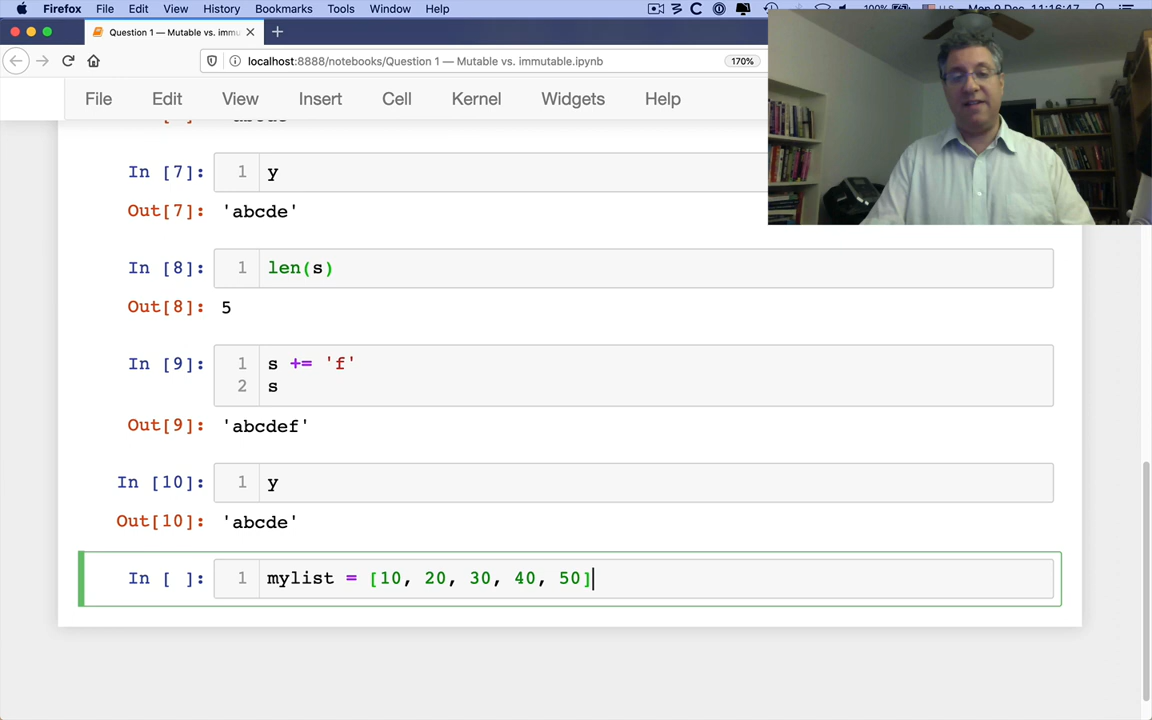 Firefox File Edit View History Bookmarks Tools Window Help
Question 1 — Mutable vs. immu
localhost:8888/notebooks/Question 1 — Mutable vs. immutable.ipynb 170%
File Edit View Insert Cell Kernel Widgets Help
In [7]: 1 y
Out[7]: 'abcde'
In [8]: 1 len(s)
Out[8]: 5
In [9]: 1 s += 'f'
2 s
Out[9]: 'abcdef'
In [10]: 1 y
Out[10]: 'abcde'
In [ ]: 1 mylist = [10, 20, 30, 40, 50]